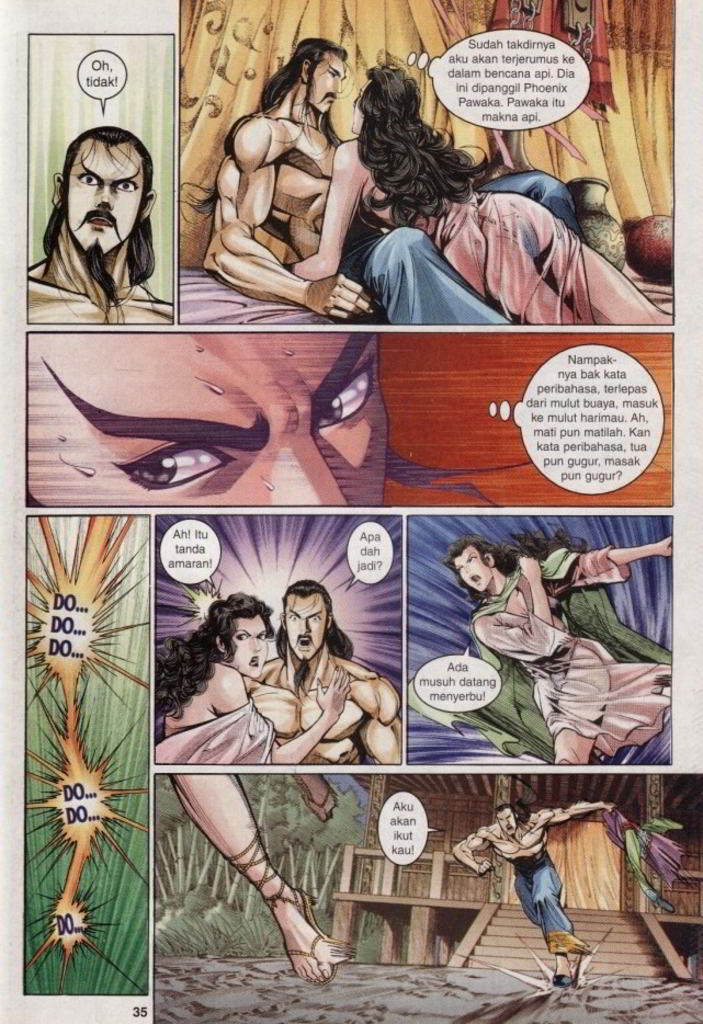 Oh,
tidak!
Sudah takdirnya
aku akan terjerumus ke
dalam bencana api. Dia
ini dipanggil Phoenix
Pawaka. Pawaka itu
makna api.
Nampak-
nya bak kata
peribahasa, terlepas
dari mulut buaya, masuk
ke mulut harimau. Ah,
mati pun matilah. Kan
kata peribahasa, tua
pun gugur, masak
pun gugur?
DO...
DO...
DO...
DO...
DO...
DO...
Ah! Itu
tanda
amaran!
Apa
dah
jadi?
Ada
musuh datang
menyerbu!
Aku
akan
ikut
kau!
35